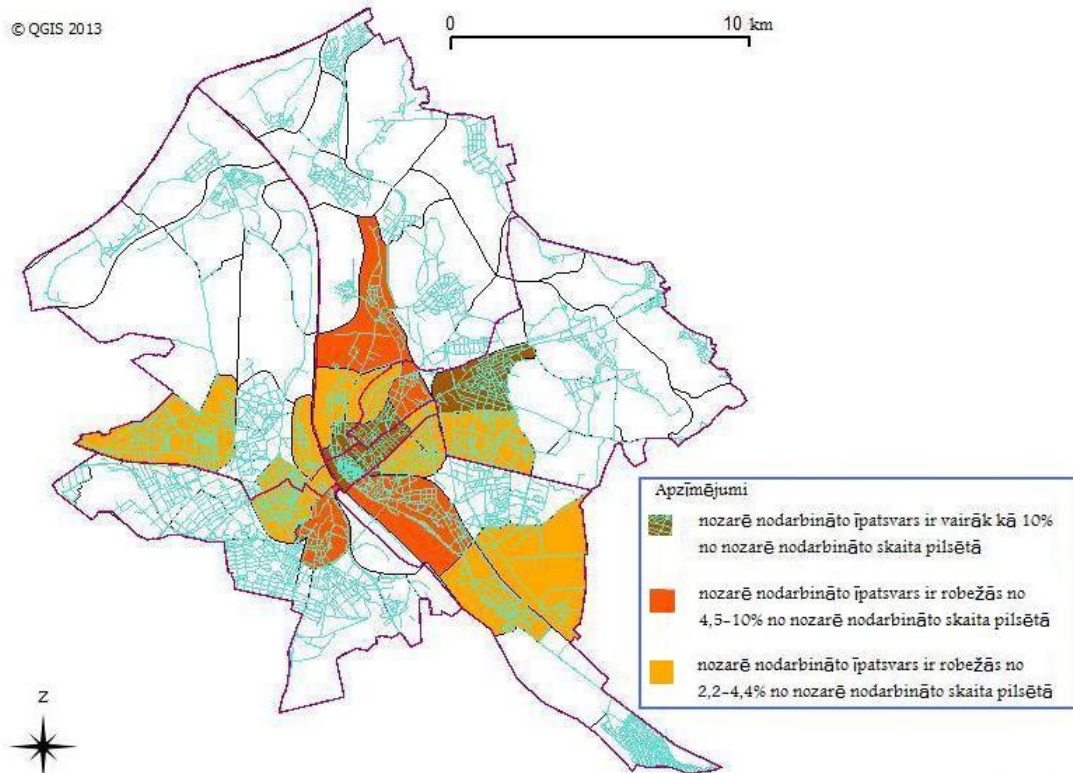 © QGIS 2013
0 10 km
Apzīmējumi
nozarē nodarbināto īpatsvars ir vairāk kā 10%
no nozarē nodarbināto skaita pilsētā
nozarē nodarbināto īpatsvars ir robežās no
4,5-10% no nozarē nodarbināto skaita pilsētā
nozarē nodarbināto īpatsvars ir robežās no
2,2-4,4% no nozarē nodarbināto skaita pilsētā
Z